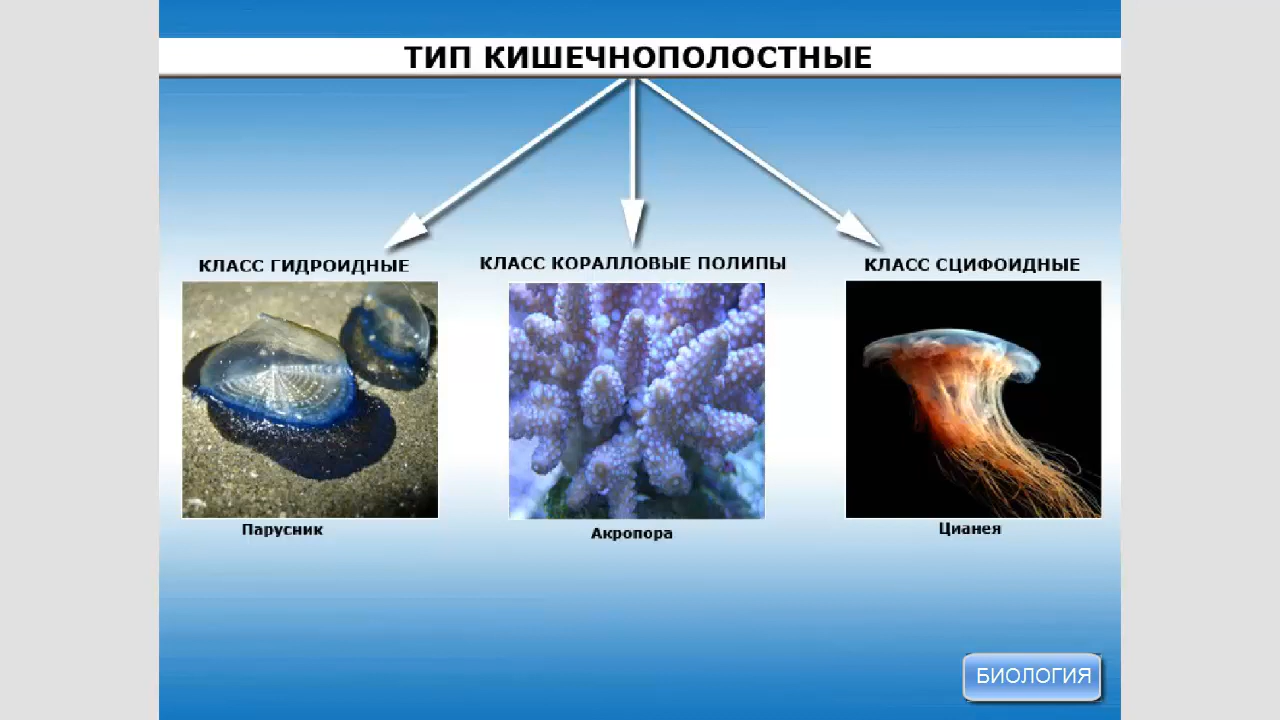 ТИП КИШЕЧНОПОЛОСТНЫЕ
КЛАСС ГИДРОИДНЫЕ
КЛАСС КОРАЛЛОВЫЕ ПОЛИПЫ
КЛАСС СЦИФОИДНЫЕ
Парусник
Акропора
Цианея
БИОЛОГИЯ